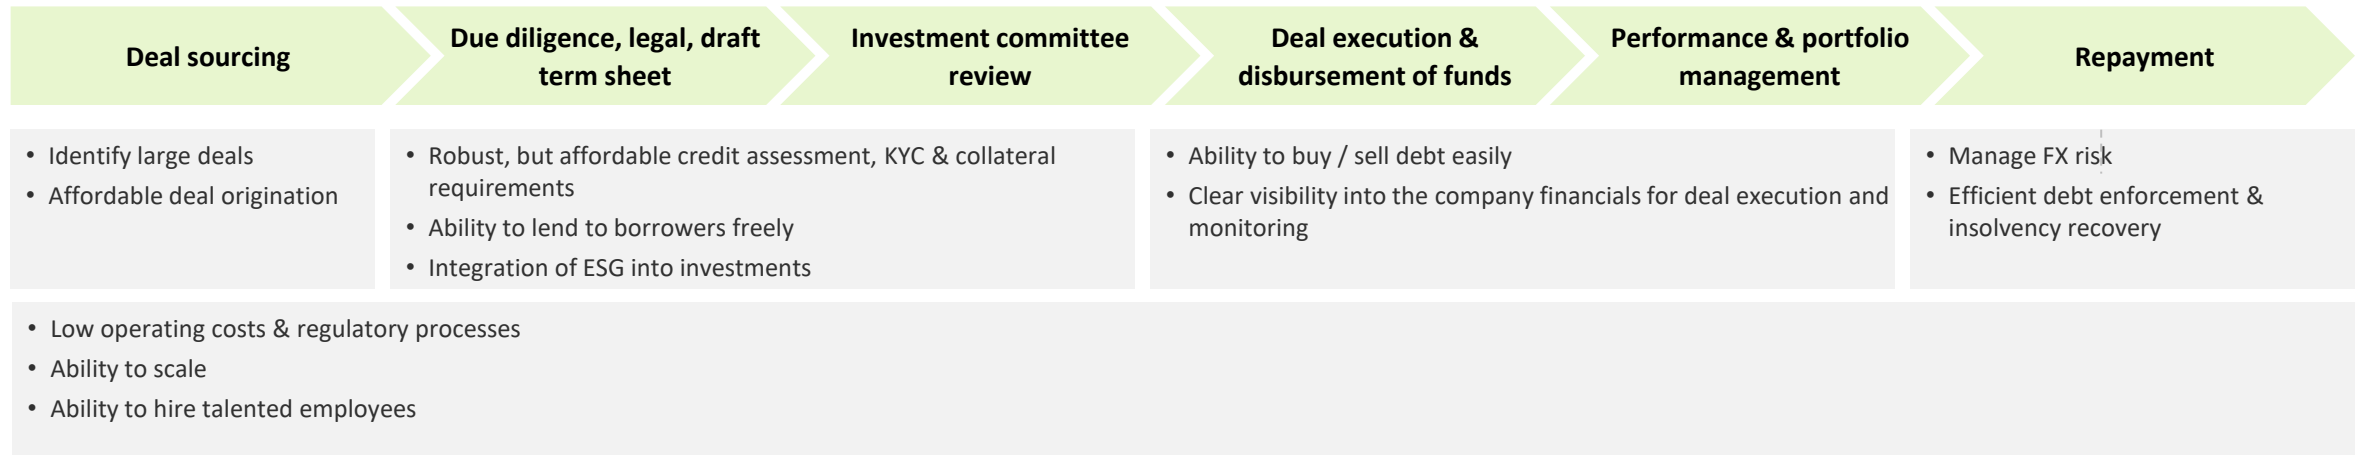 Deal sourcing
Due diligence, legal, draft
term sheet
Investment committee
review
Deal execution &
disbursement of funds
Performance & portfolio
management
Repayment
• Identify large deals
• Affordable deal origination
• Robust, but affordable credit assessment, KYC & collateral
requirements
• Ability to lend to borrowers freely
• Integration of ESG into investments
• Ability to buy / sell debt easily
• Clear visibility into the company financials for deal execution and
monitoring
• Manage FX risk
• Efficient debt enforcement &
insolvency recovery
• Low operating costs & regulatory processes
• Ability to scale
• Ability to hire talented employees